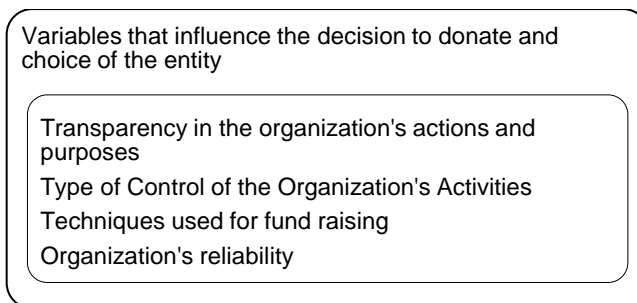 Variables that influence the decision to donate and
choice of the entity
Transparency in the organization's actions and
purposes
Type of Control of the Organization's Activities
Techniques used for fund raising
Organization's reliability